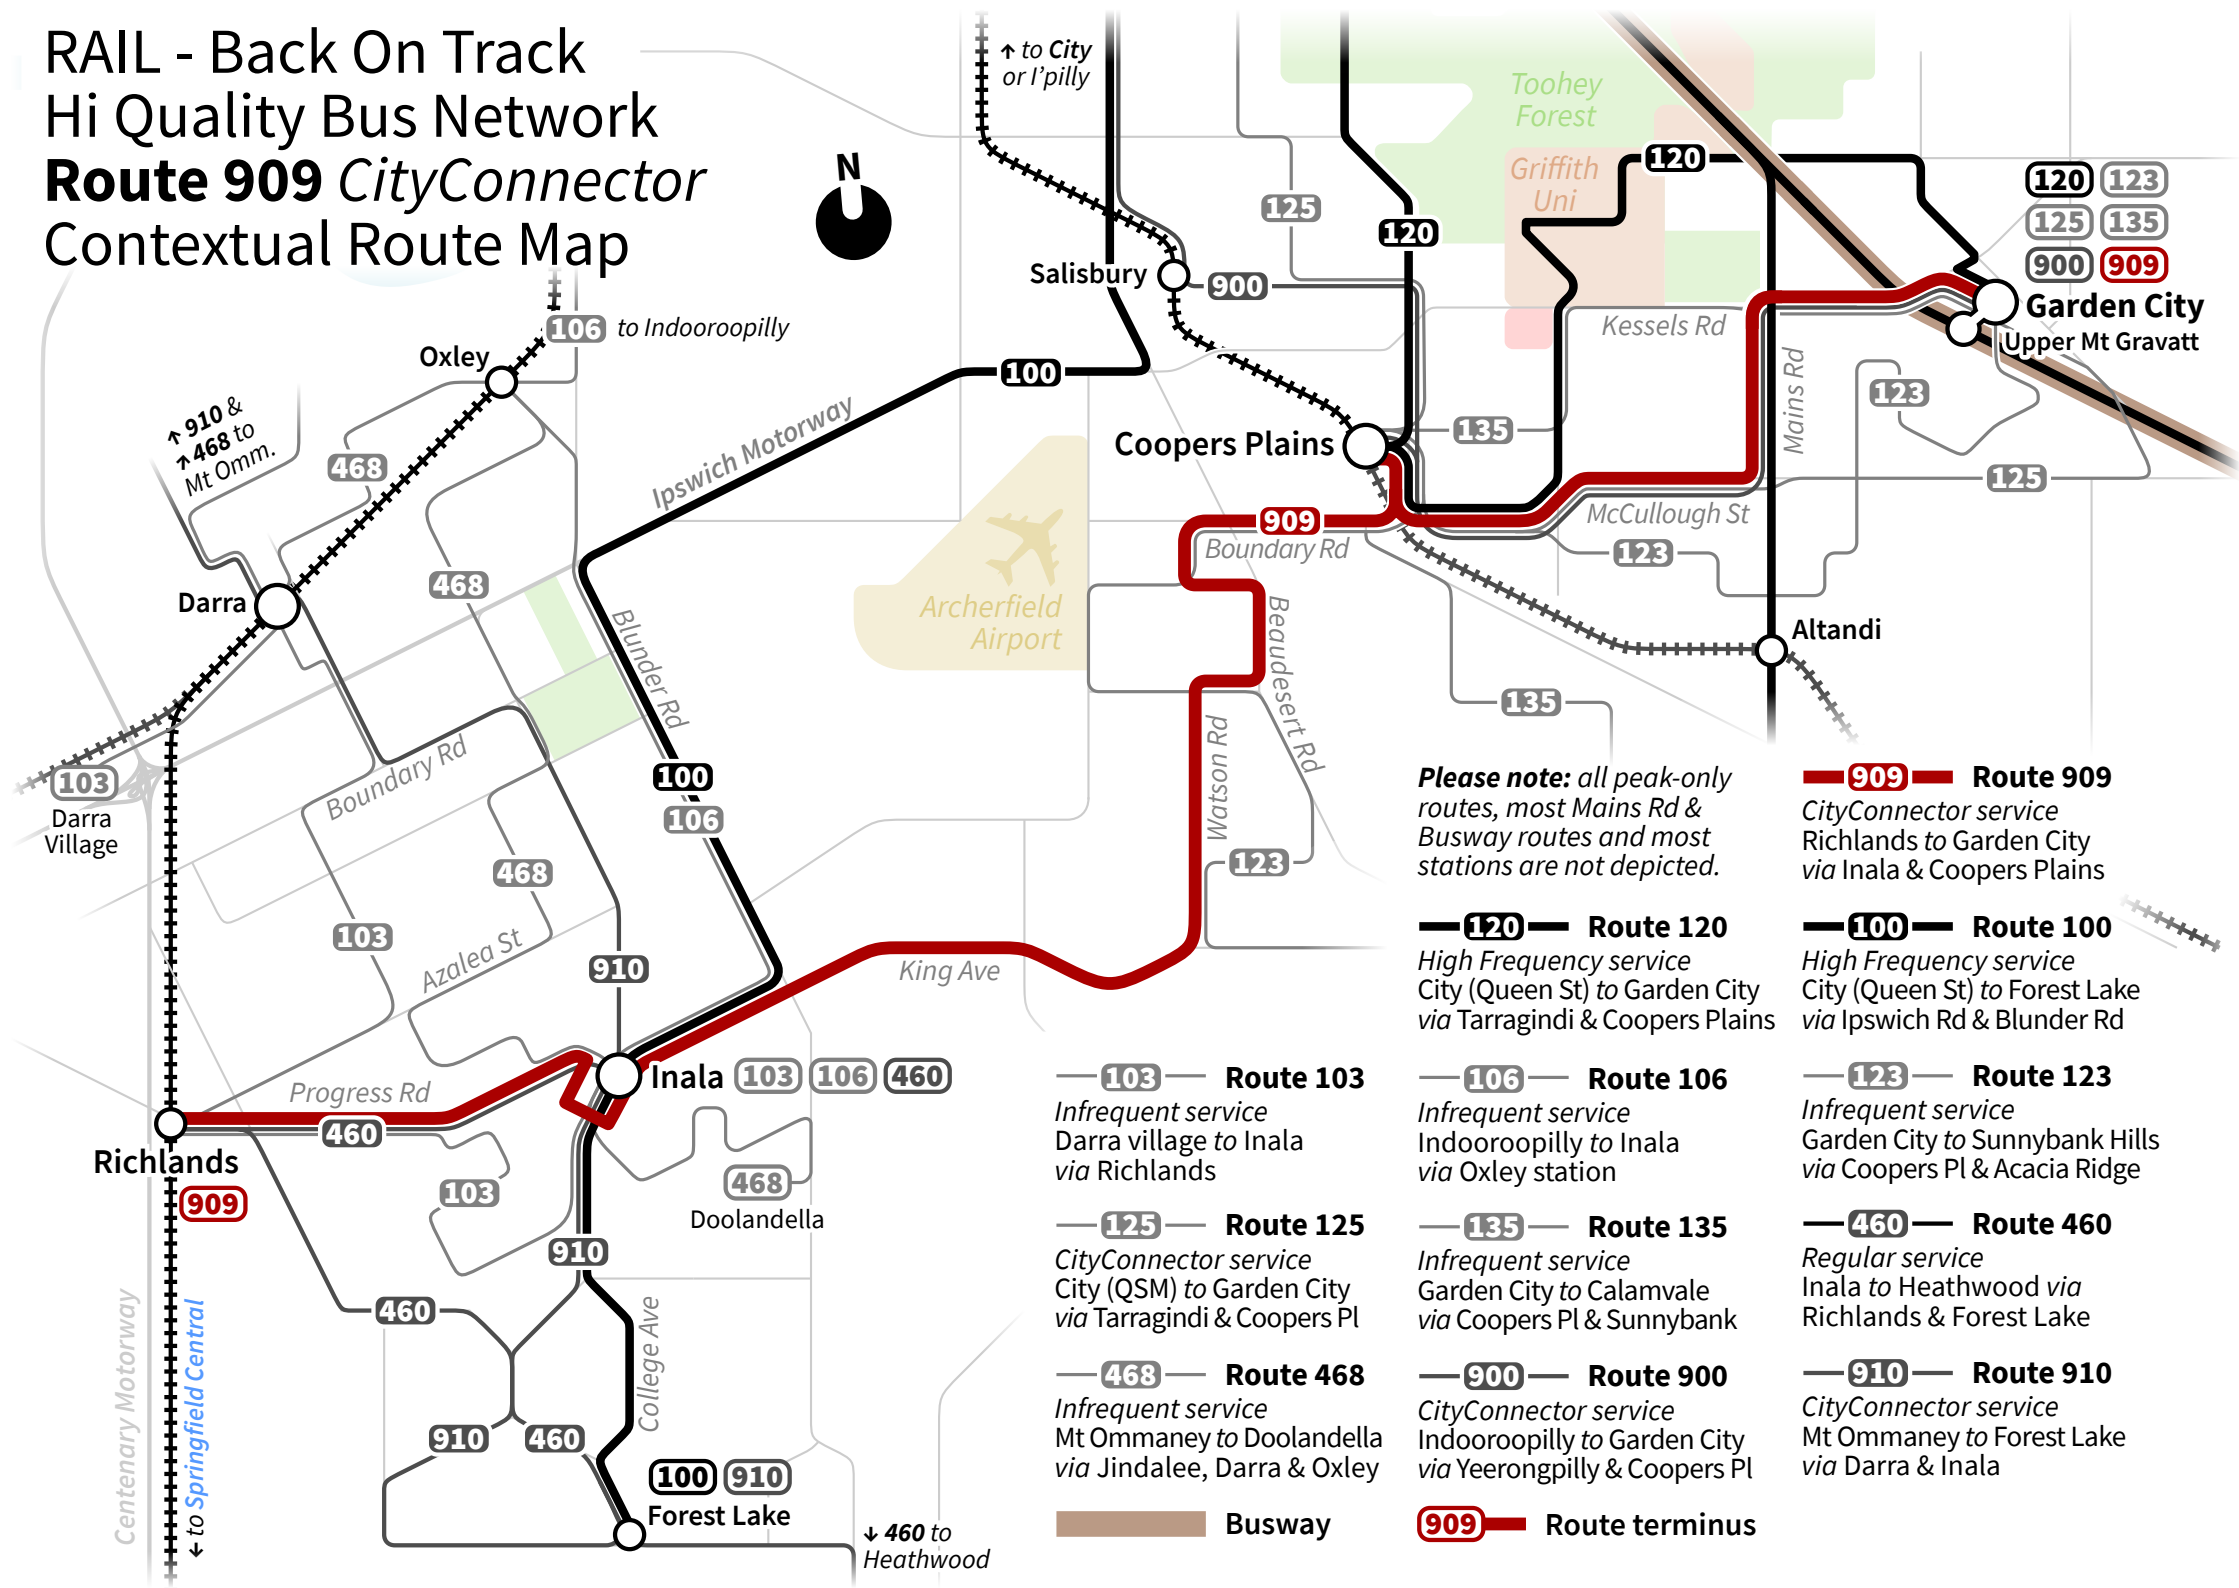 RAIL - Back On Track
Hi Quality Bus Network
Route 909 CityConnector
Contextual Route Map
N
↑ to City
or I'pilly
Toohey
Forest
Griffith
Uni
120
125
120
120 123
125 135
900 909
Garden City
Upper Mt Gravatt
Salisbury
900
Kessels Rd
106 to Indooroopilly
Oxley
100
Mains Rd
123
↑ 910 &
↑ 468 to
Mt Omm.
468
Ipswich Motorway
Coopers Plains
135
125
909
Boundary Rd
McCullough St
123
468
Darra
Archerfield
Airport
Blunder Rd
Beaudesert Rd
Altandi
135
Watson Rd
Boundary Rd
100
106
103
Darra
Village
468
123
103
Azalea St
910
King Ave
Inala 103 106 460
Progress Rd
460
Richlands
909
103
468
Doolandella
910
460
Centenary Motorway
← to Springfield Central
College Ave
910
460
100 910
Forest Lake
↓ 460 to
Heathwood
Please note: all peak-only
routes, most Mains Rd &
Busway routes and most
stations are not depicted.
909 Route 909
CityConnector service
Richlands to Garden City
via Inala & Coopers Plains
120 Route 120
High Frequency service
City (Queen St) to Garden City
via Tarragindi & Coopers Plains
100 Route 100
High Frequency service
City (Queen St) to Forest Lake
via Ipswich Rd & Blunder Rd
103 Route 103
Infrequent service
Darra village to Inala
via Richlands
106 Route 106
Infrequent service
Indooroopilly to Inala
via Oxley station
123 Route 123
Infrequent service
Garden City to Sunnybank Hills
via Coopers Pl & Acacia Ridge
125 Route 125
CityConnector service
City (QSM) to Garden City
via Tarragindi & Coopers Pl
135 Route 135
Infrequent service
Garden City to Calamvale
via Coopers Pl & Sunnybank
460 Route 460
Regular service
Inala to Heathwood via
Richlands & Forest Lake
468 Route 468
Infrequent service
Mt Ommaney to Doolandella
via Jindalee, Darra & Oxley
900 Route 900
CityConnector service
Indooroopilly to Garden City
via Yeerongpilly & Coopers Pl
910 Route 910
CityConnector service
Mt Ommaney to Forest Lake
via Darra & Inala
Busway
909 Route terminus